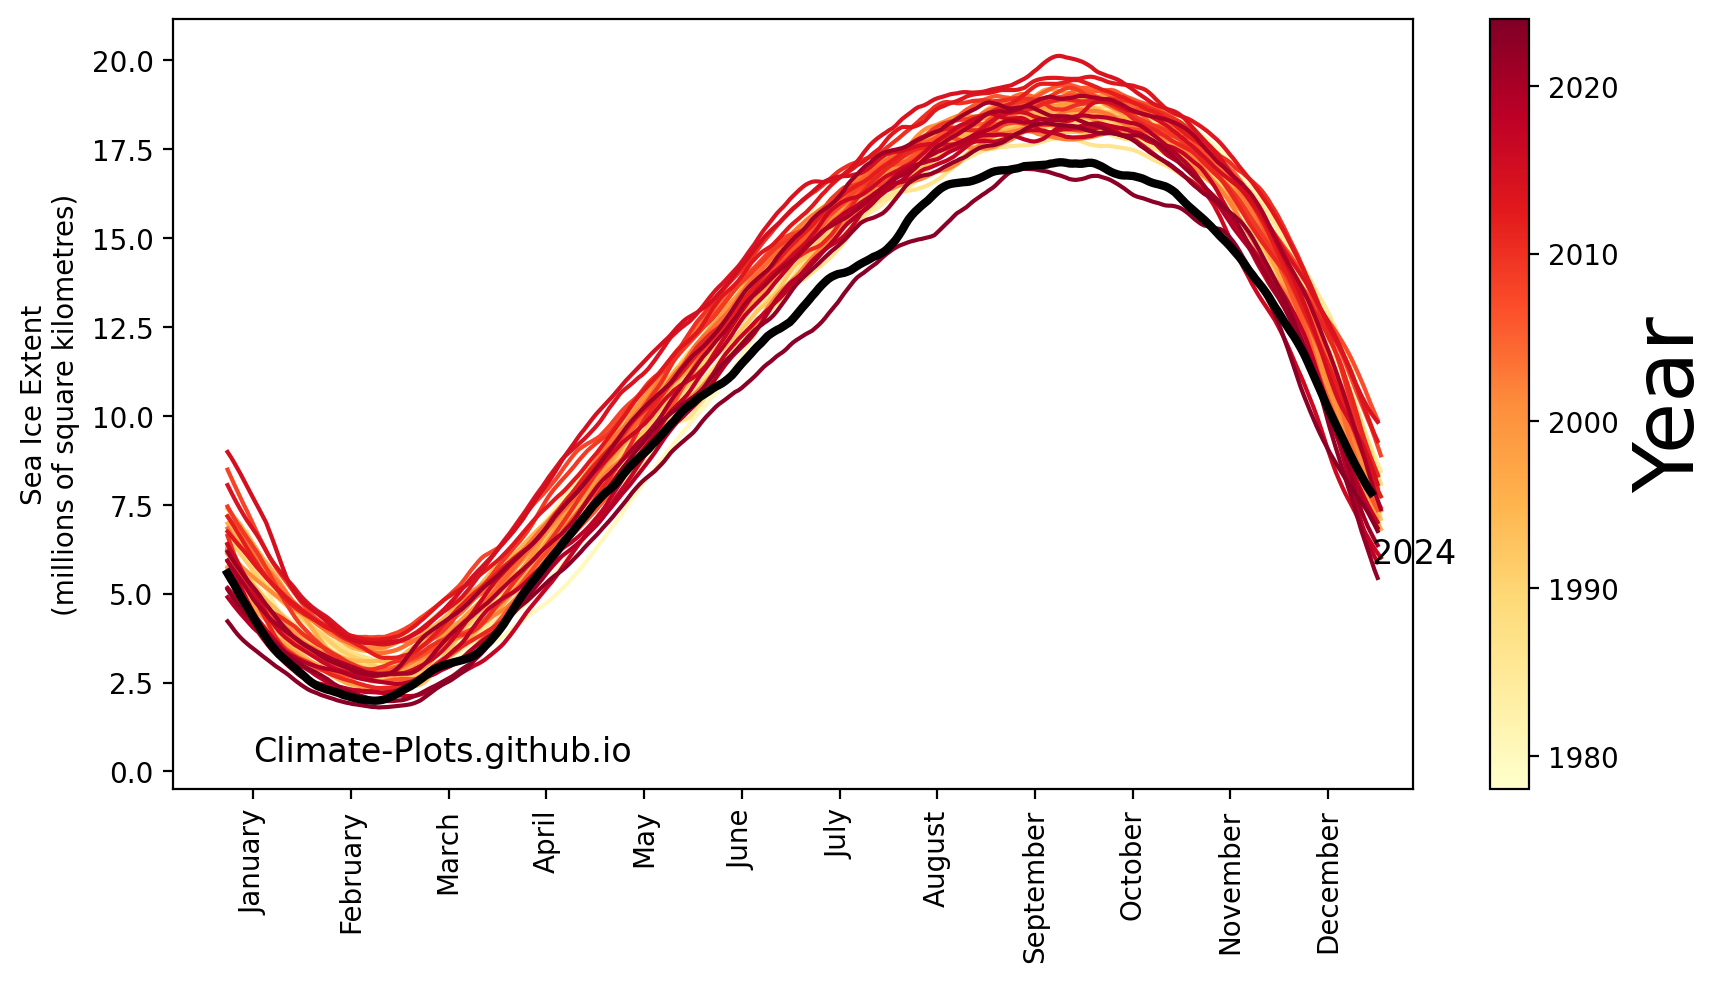 Sea Ice Extent
(millions of square kilometres)
20.0
17.5
15.0
12.5
10.0
7.5
5.0
2.5
0.0
Climate-Plots.github.io
2024
January
February
March
April
May
June
July
August
September
October
November
December
2020
2010
2000
1990
1980
Year